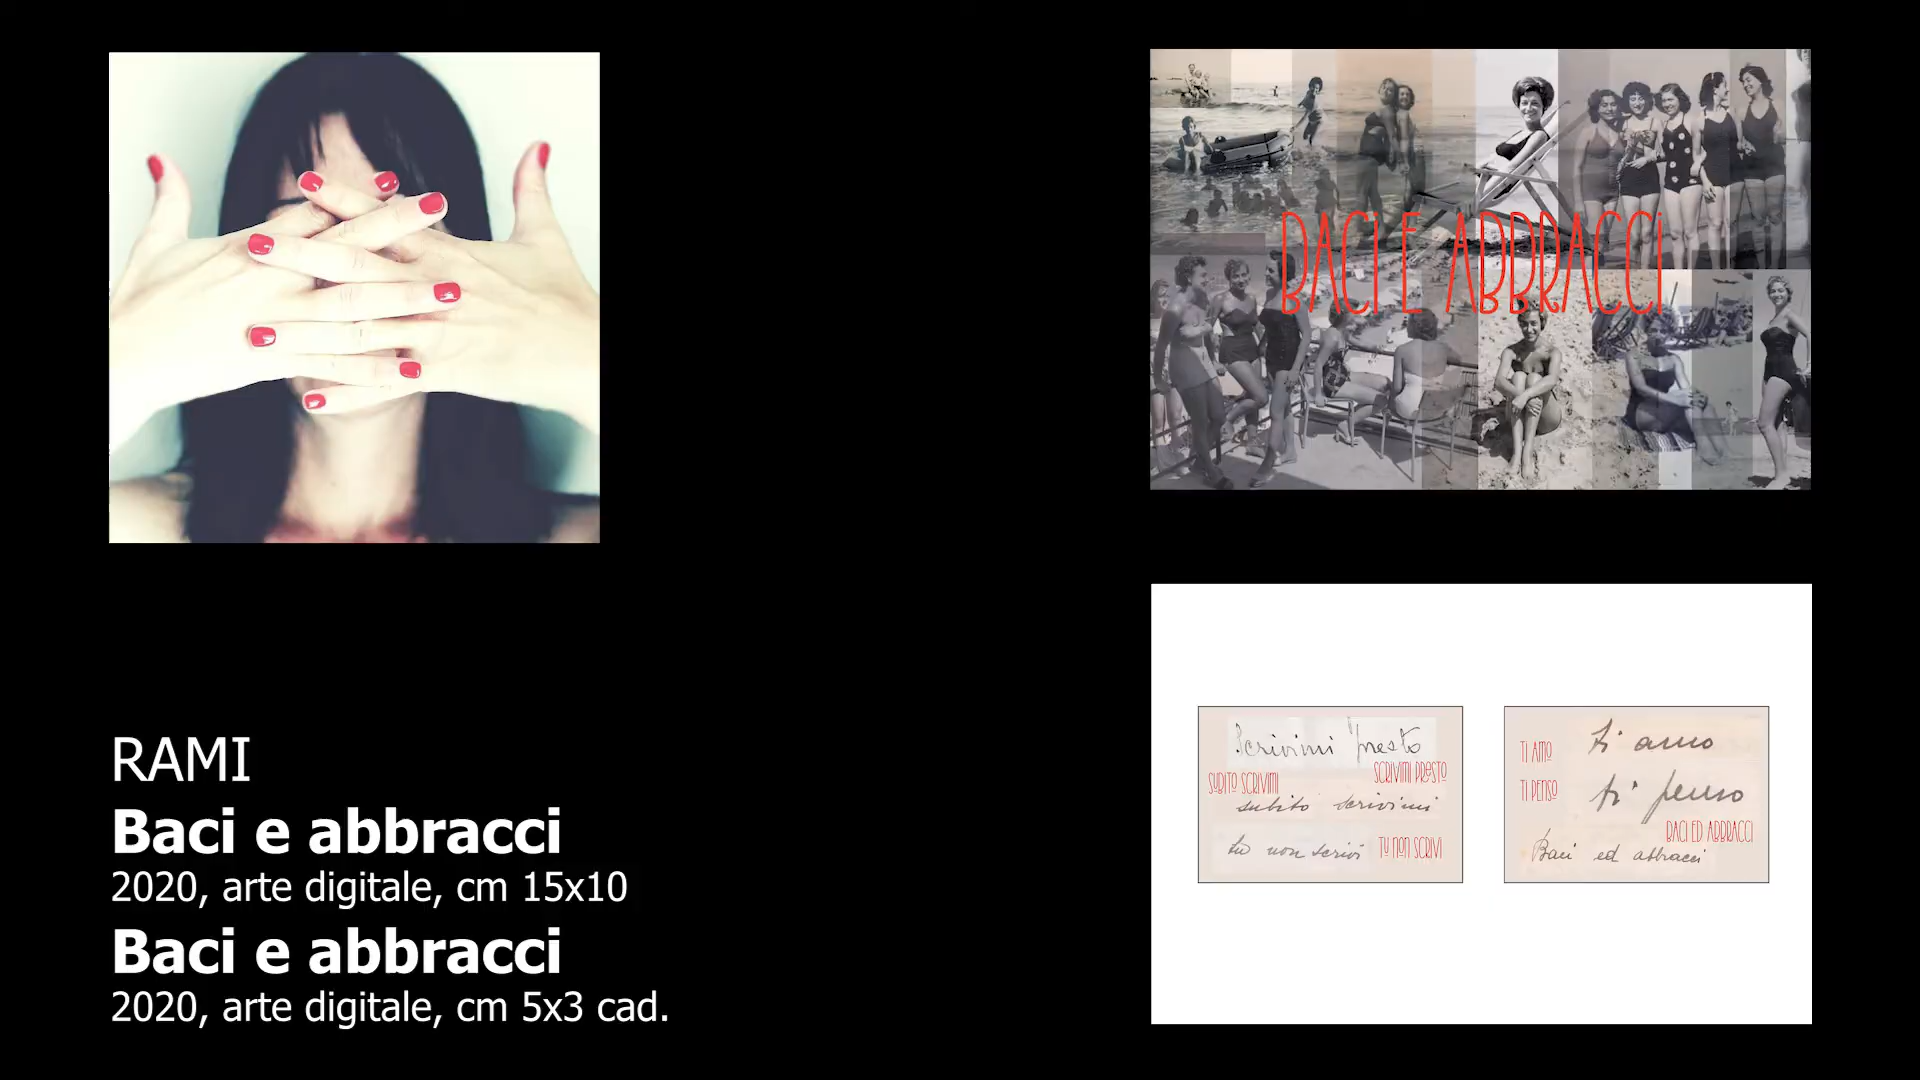 BACI E ABBRACCI
RAMI
Baci e abbracci
2020, arte digitale, cm 15x10
Baci e abbracci
2020, arte digitale, cm 5x3 cad.
Scrivimi presto
SCRIVIMI PRESTO
SUBITO SCRIVIMI
subito scrivimi
tu non scrivi TU NON SCRIVI
TI AMO ti amo
TI PENSO ti penso
BACI ED ABBRACCI
Baci ed abbracci